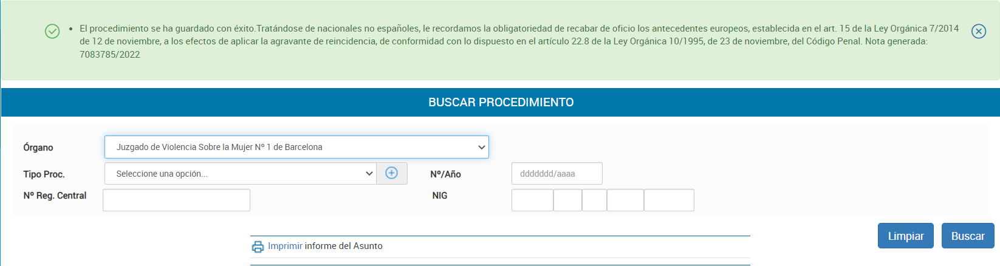 • El procedimiento se ha guardado con éxito.Tratándose de nacionales no españoles, le recordamos la obligatoriedad de recabar de oficio los antecedentes europeos, establecida en el art. 15 de la Ley Orgánica 7/2014
de 12 de noviembre, a los efectos de aplicar la agravante de reincidencia, de conformidad con lo dispuesto en el artículo 22.8 de la Ley Orgánica 10/1995, de 23 de noviembre, del Código Penal. Nota generada:
7083785/2022
BUSCAR PROCEDIMIENTO
Órgano Juzgado de Violencia Sobre la Mujer Nº 1 de Barcelona
Tipo Proc. Seleccione una opción... Nº/Año ddddddd/aaaa
Nº Reg. Central NIG
Limpiar Buscar
Imprimir informe del Asunto